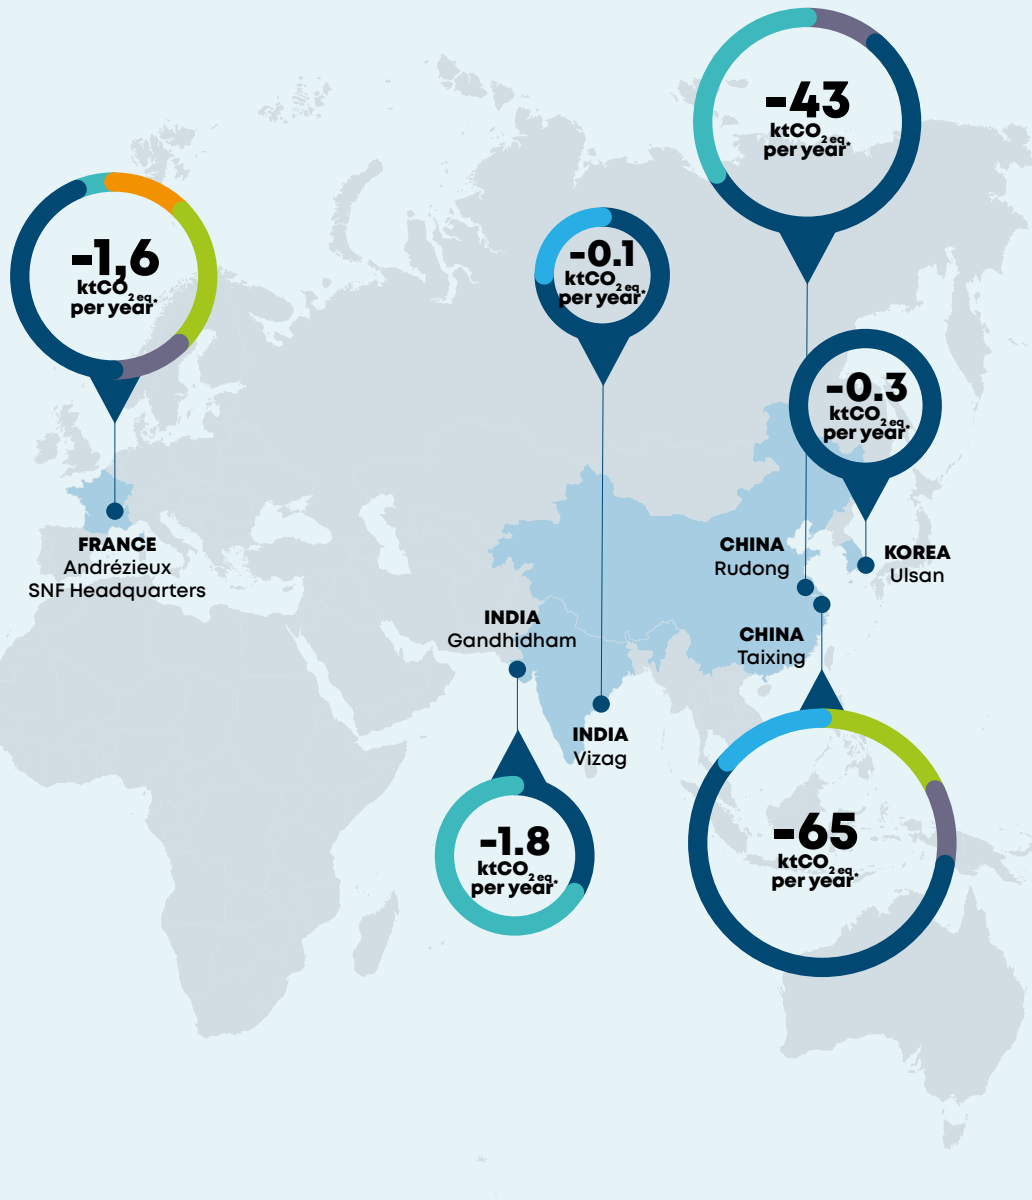 -43
ktCO2 eq*
per year
-1,6
ktCO2 eq*
per year
-0.1
ktCO2 eq*
per year
-0.3
ktCO2 eq*
per year
FRANCE
Andrézieux
SNF Headquarters
CHINA
Rudong
KOREA
Ulsan
INDIA
Gandhidham
CHINA
Taixing
INDIA
Vizag
-1.8
ktCO2 eq*
per year
-65
ktCO2 eq*
per year